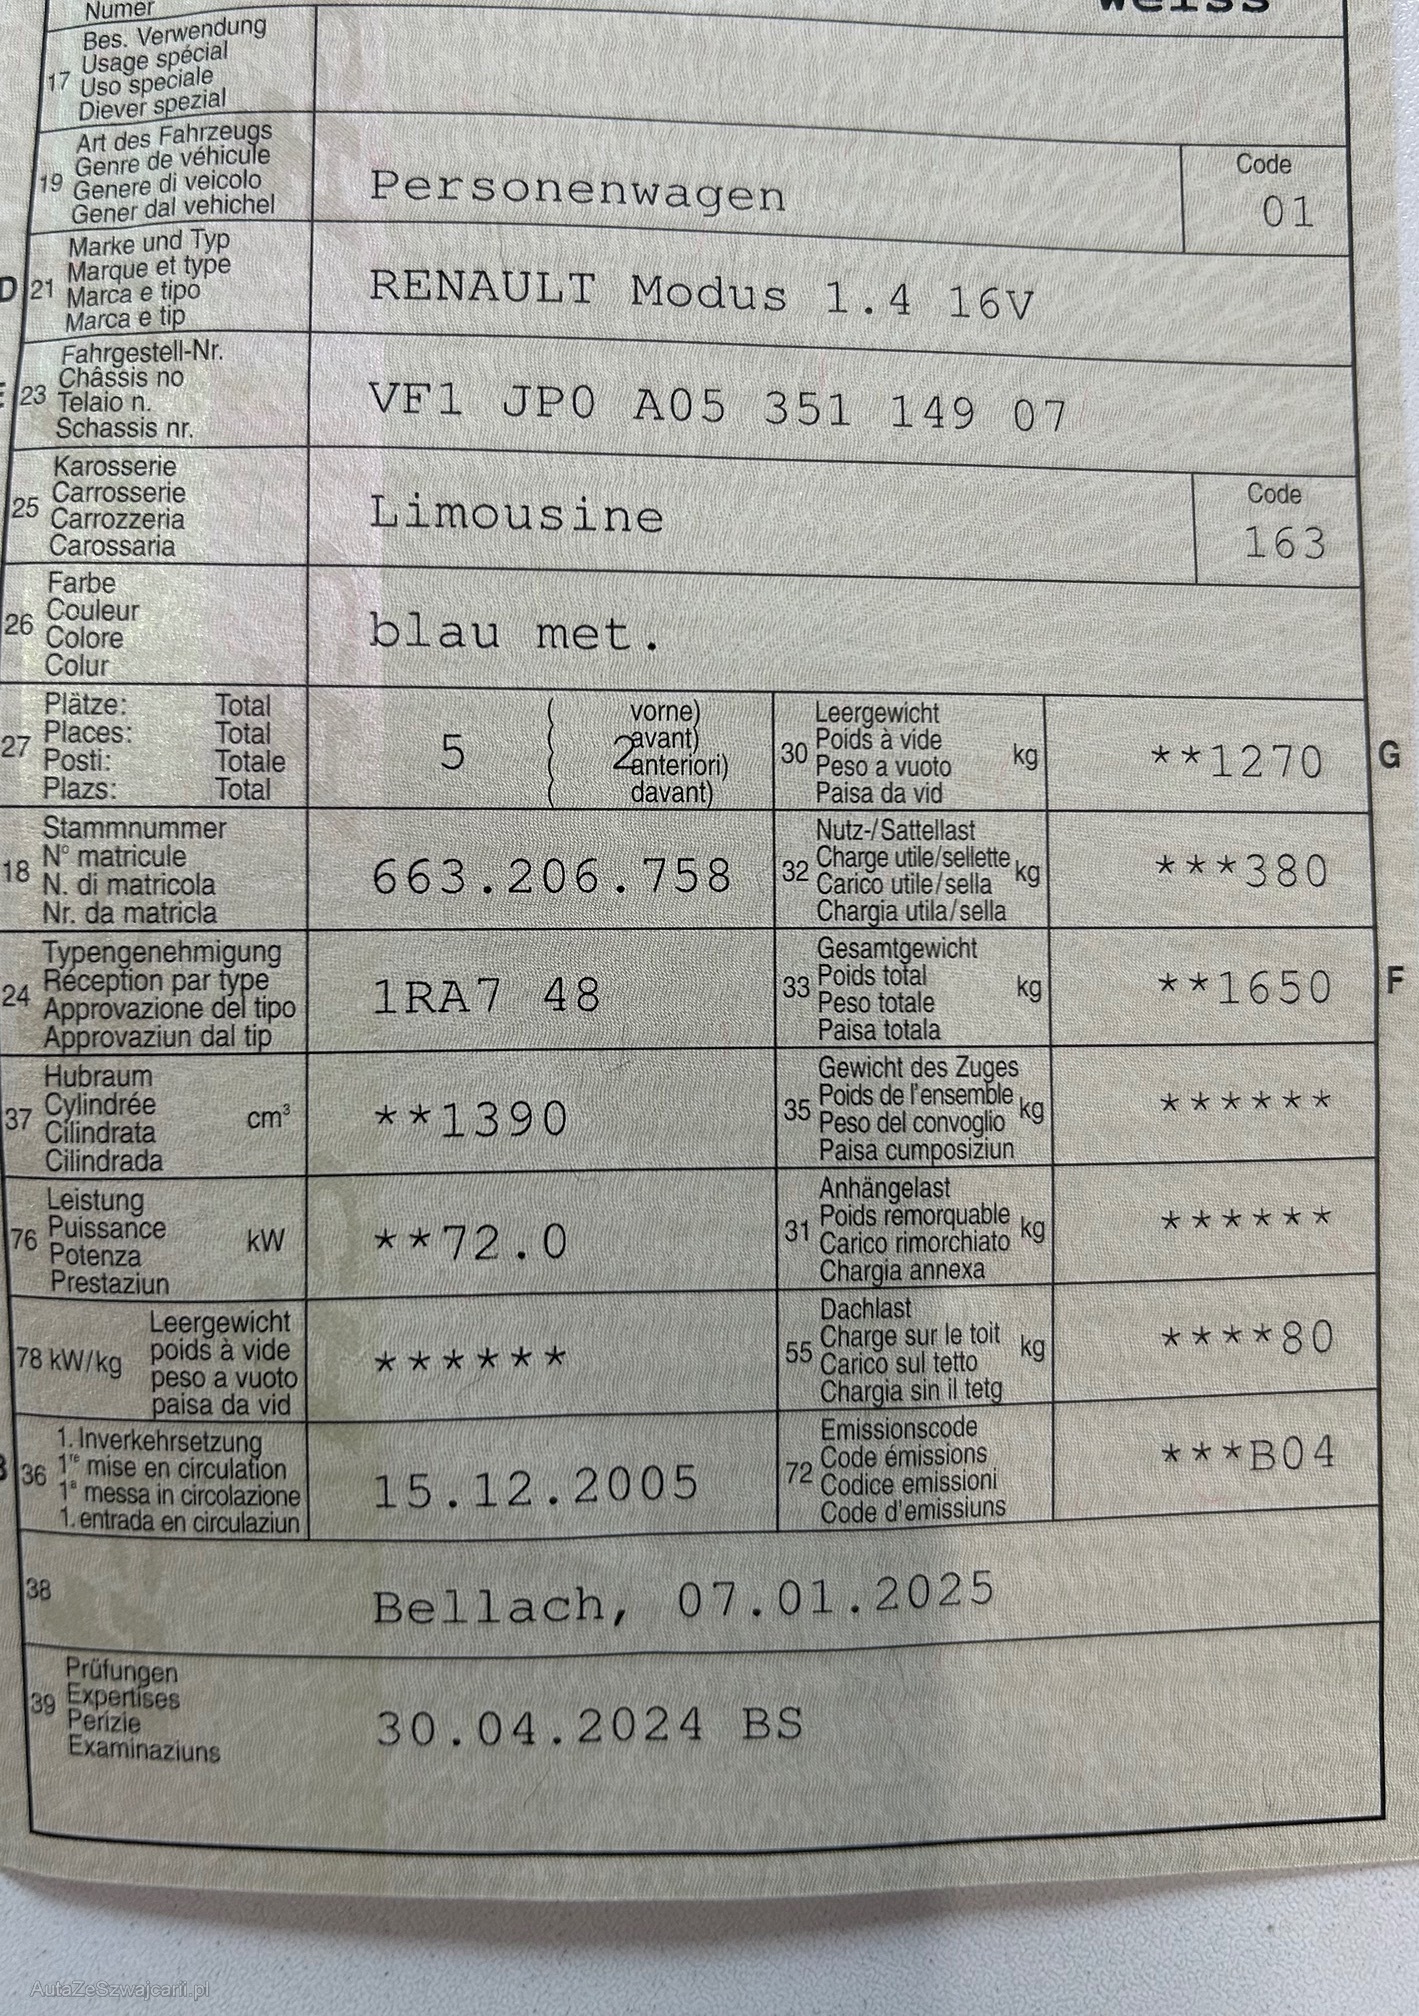 Numer
weiss
17 Bes. Verwendung
Usage spécial
Uso speciale
Diever spezial
19 Art des Fahrzeugs
Genre de véhicule
Genere di veicolo
Gener dal vehichel
Personenwagen
Code
01
D 21 Marke und Typ
Marque et type
Marca e tipo
Marca e tip
RENAULT Modus 1.4 16V
E 23 Fahrgestell-Nr.
Châssis no
Telaio n.
Schassis nr.
VF1 JP0 A05 351 149 07
25 Karosserie
Carrosserie
Carrozzeria
Carossaria
Limousine
Code
163
26 Farbe
Couleur
Colore
Colur
blau met.
27 Plätze: Total
Places: Total
Posti: Totale
Plazs: Total
5
( vorne)
( avant)
2
( anteriori)
( davant)
30 Leergewicht
Poids à vide
Peso a vuoto
Paisa da vid
kg
**1270
G
18 Stammnummer
N° matricule
N. di matricola
Nr. da matricla
663.206.758
32 Nutz-/Sattellast
Charge utile/sellette
Carico utile/sella
Chargia utila/sella
kg
***380
24 Typengenehmigung
Réception par type
Approvazione del tipo
Approvaziun dal tip
1RA7 48
33 Gesamtgewicht
Poids total
Peso totale
Paisa totala
kg
**1650
F
37 Hubraum
Cylindrée
Cilindrata
Cilindrada
cm³
**1390
35 Gewicht des Zuges
Poids de l'ensemble
Peso del convoglio
Paisa cumposiziun
kg
******
76 Leistung
Puissance
Potenza
Prestaziun
kW
**72.0
31 Anhängelast
Poids remorquable
Carico rimorchiato
Chargia annexa
kg
******
78 kW/kg
Leergewicht
poids à vide
peso a vuoto
paisa da vid
******
55 Dachlast
Charge sur le toit
Carico sul tetto
Chargia sin il tetg
kg
****80
B 36 1. Inverkehrsetzung
1re mise en circulation
1a messa in circolazione
1. entrada en circulaziun
15.12.2005
72 Emissionscode
Code émissions
Codice emissioni
Code d'emissiuns
***B04
38
Bellach, 07.01.2025
39 Prüfungen
Expertises
Perizie
Examinaziuns
30.04.2024 BS
AutaZeSzwajcarii.pl